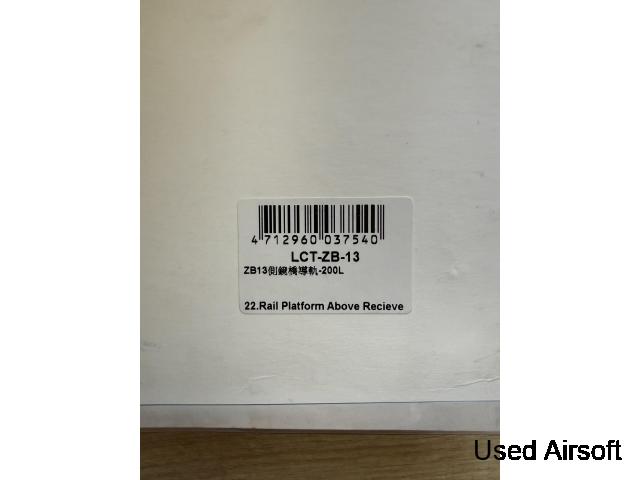 4 712960 037540
LCT-ZB-13
ZB13側鏡橋導軌-200L
22.Rail Platform Above Recieve
Used Airsoft